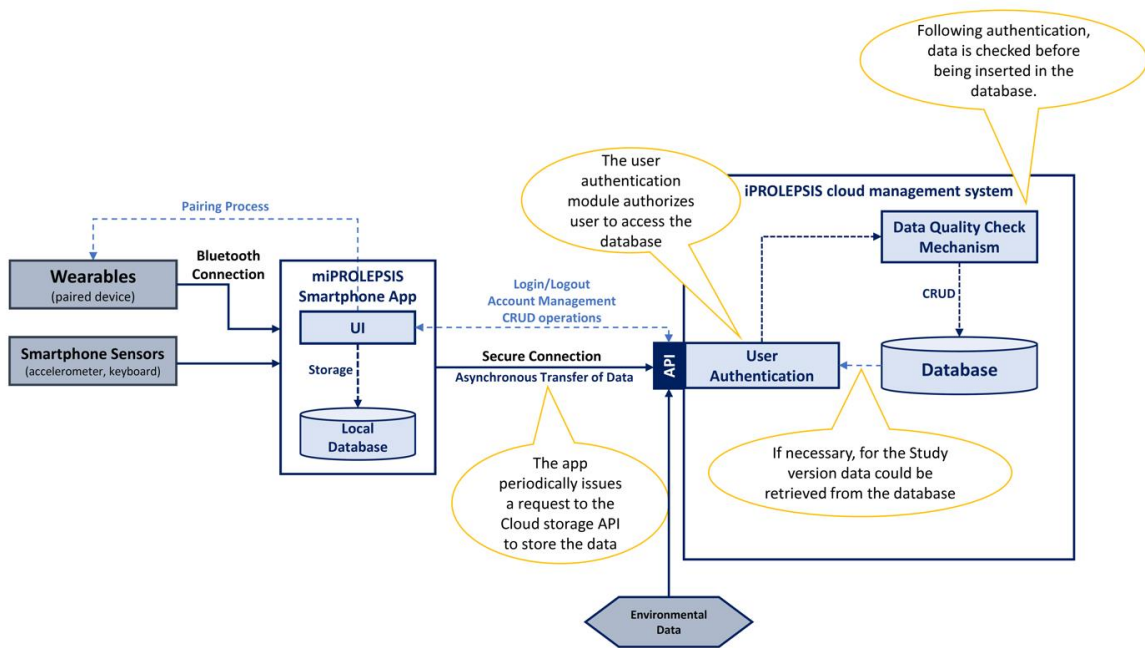 Following authentication,
data is checked before
being inserted in the
database.
The user
authentication
module authorizes
user to access the
database
iPROLEPSIS cloud management system
Pairing Process
Data Quality Check
Mechanism
Bluetooth
Connection
Wearables
(paired device)
miPROLEPSIS
Smartphone App
Login/Logout
Account Management
CRUD operations
CRUD
UI
Smartphone Sensors
(accelerometer, keyboard)
Storage
Secure Connection
Asynchronous Transfer of Data
API
User
Authentication
Database
Local
Database
The app
periodically issues
a request to the
Cloud storage API
to store the data
If necessary, for the Study
version data could be
retrieved from the database
Environmental
Data